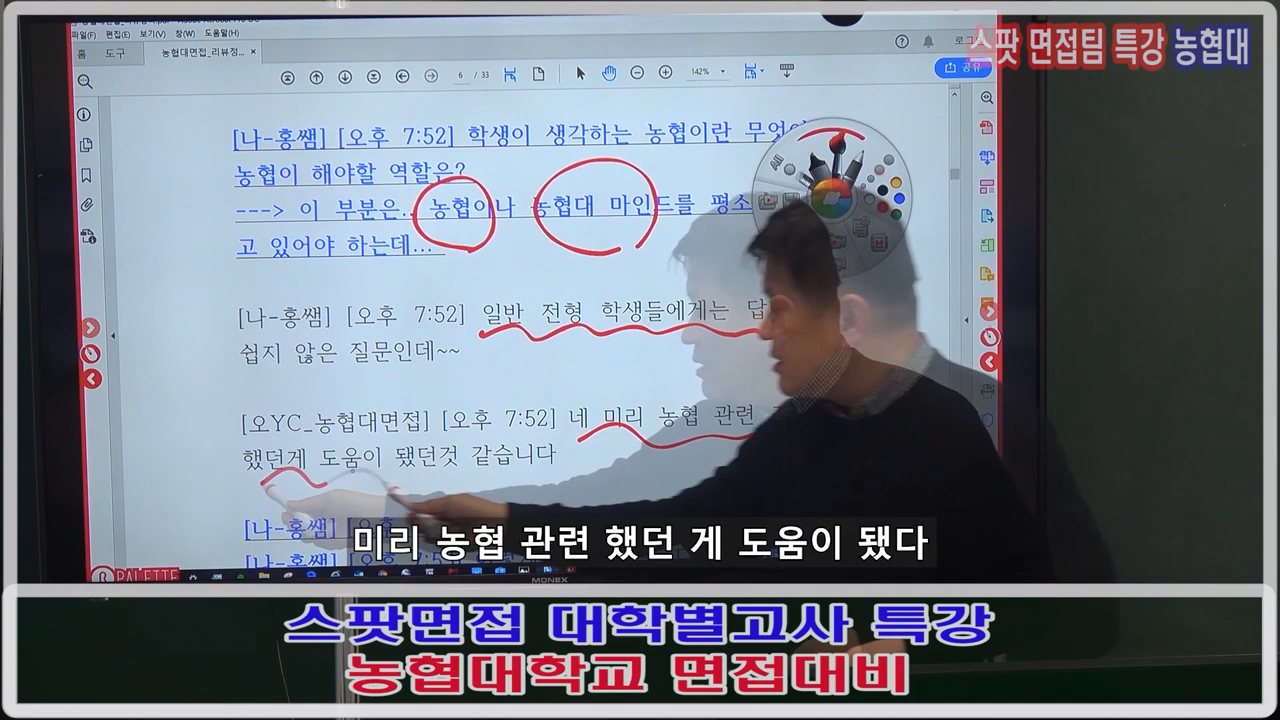 파일(F) 편집(E) 보기(V) 창(W) 도움말(H)
홈 도구 농협대면접_리뷰정... ×
6 / 33 142%
로그
공유
스팟 면접팀 특강 농협대
[나-홍쌤] [오후 7:52] 학생이 생각하는 농협이란
농협이 해야할 역할은?
---> 이 부분은.. 농협이나 농협대 마인드를 평소
고 있어야 하는데...
[나-홍쌤] [오후 7:52] 일반 전형 학생들에게는 답
쉽지 않은 질문인데~~
[오YC_농협대면접] [오후 7:52] 네 미리 농협 관련
했던게 도움이 됐던것 같습니다
[나-홍쌤] [오후
[나-홍쌤]
미리 농협 관련 했던 게 도움이 됐다
PALETTE
MONEX
스팟면접 대학별고사 특강
농협대학교 면접대비